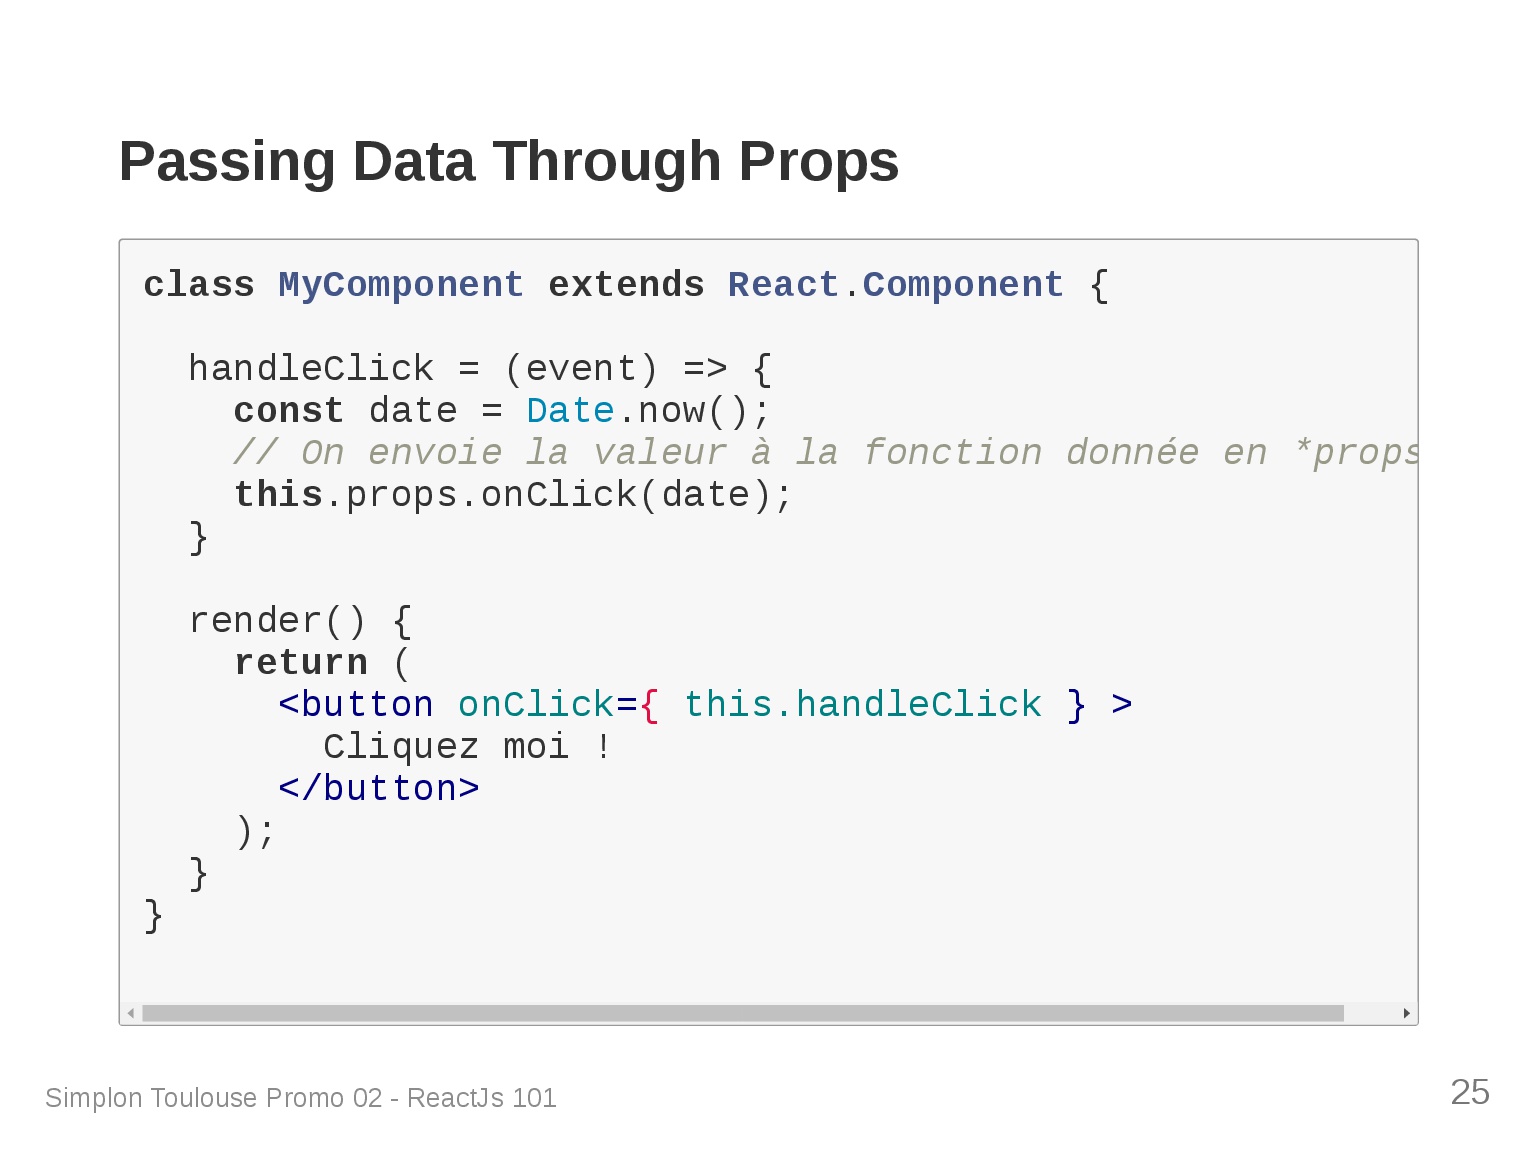 Passing Data Through Props
class MyComponent extends React.Component {
  handleClick = (event) => {
    const date = Date.now();
    // On envoie la valeur à la fonction donnée en *props
    this.props.onClick(date);
  }
  render() {
    return (
      <button onClick={ this.handleClick } >
        Cliquez moi !
      </button>
    );
  }
}
Simplon Toulouse Promo 02 - ReactJs 101
25